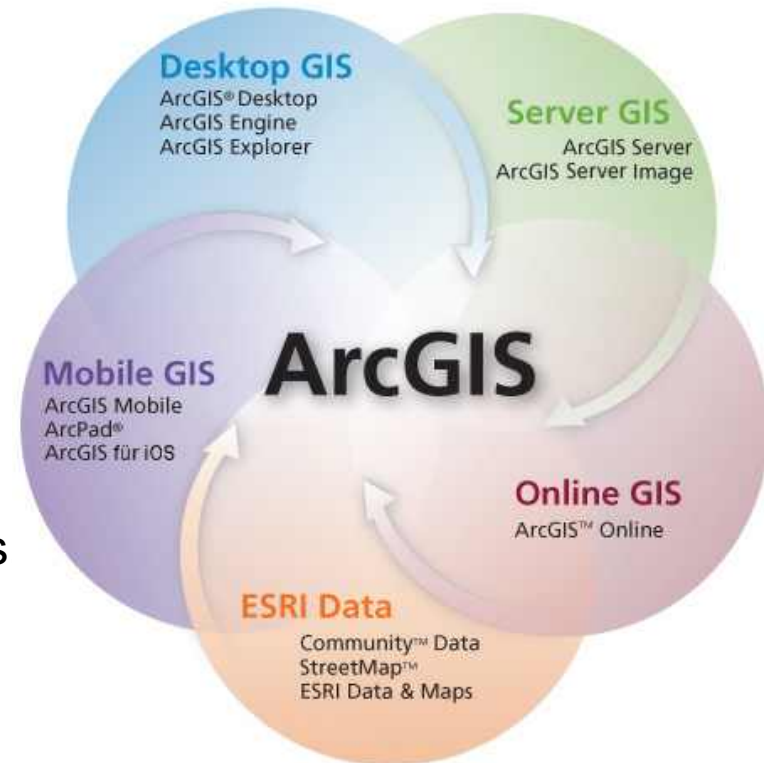 Desktop GIS
ArcGIS® Desktop
ArcGIS Engine
ArcGIS Explorer
Server GIS
ArcGIS Server
ArcGIS Server Image
ArcGIS
Mobile GIS
ArcGIS Mobile
ArcPad®
ArcGIS für iOS
Online GIS
ArcGIS™ Online
s
ESRI Data
Community™ Data
StreetMap™
ESRI Data & Maps